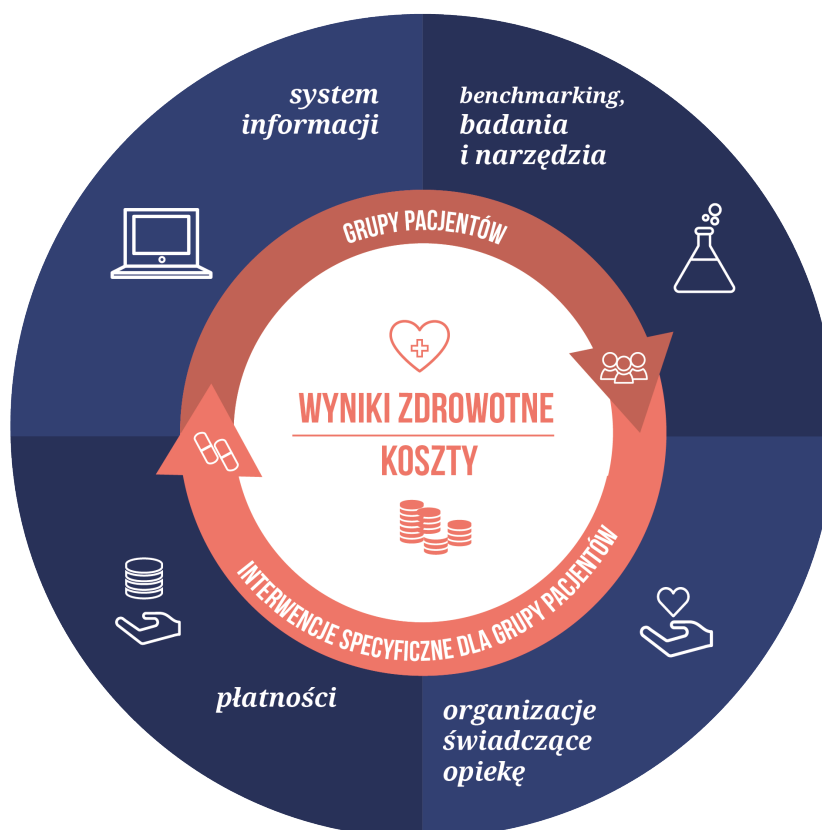 system
informacji
benchmarking,
badania
i narzędzia
GRUPY PACJENTÓW
WYNIKI ZDROWOTNE
KOSZTY
INTERWENCJE SPECYFICZNE DLA GRUPY PACJENTÓW
płatności
organizacje
świadczące
opiekę